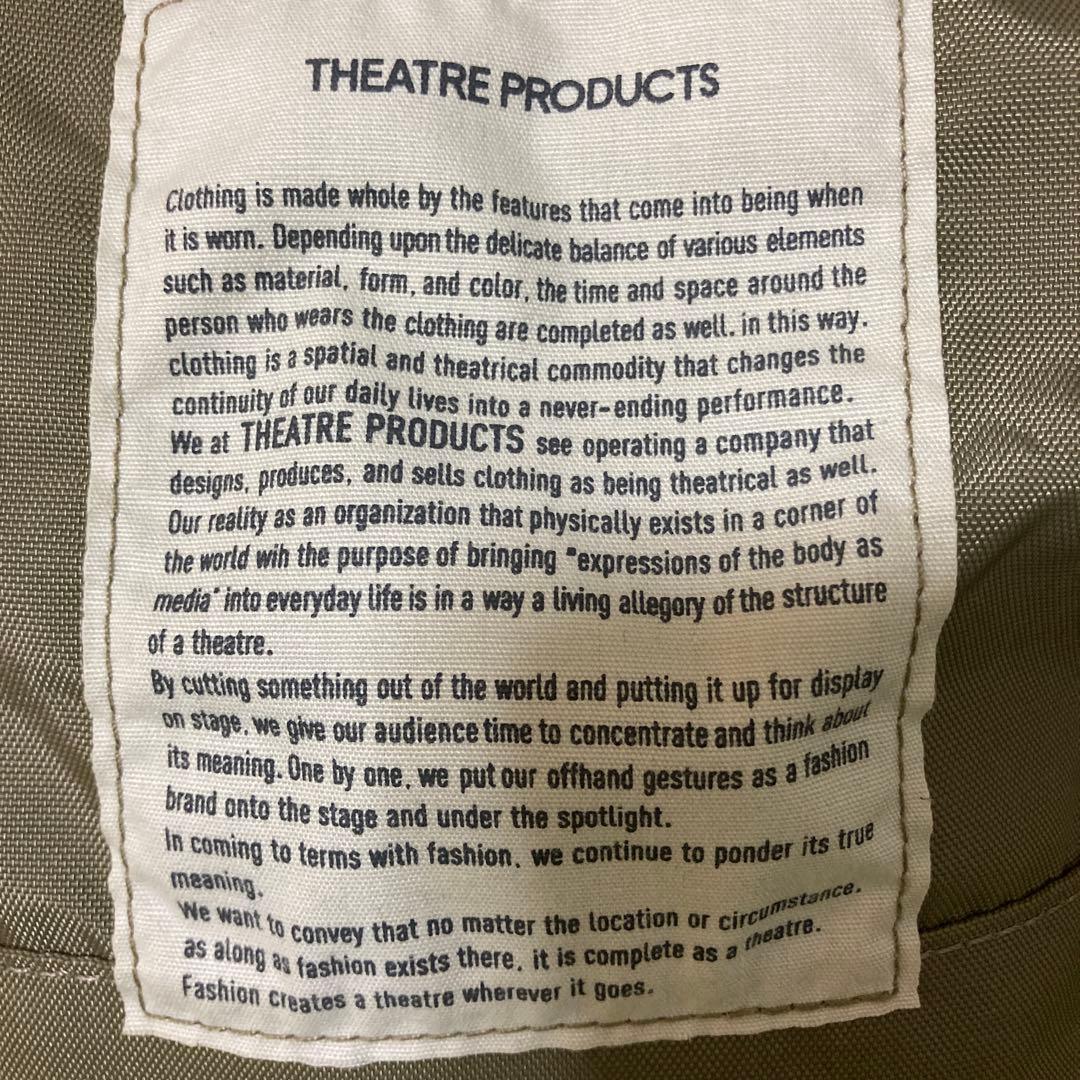 THEATRE PRODUCTS
Clothing is made whole by the features that come into being when
it is worn. Depending upon the delicate balance of various elements
such as material, form, and color, the time and space around the
person who wears the clothing are completed as well. in this way.
clothing is a spatial and theatrical commodity that changes the
continuity of our daily lives into a never-ending performance.
We at THEATRE PRODUCTS see operating a company that
designs, produces, and sells clothing as being theatrical as well.
Our reality as an organization that physically exists in a corner of
the world wih the purpose of bringing "expressions of the body as
media" into everyday life is in a way a living allegory of the structure
of a theatre.
By cutting something out of the world and putting it up for display
on stage, we give our audience time to concentrate and think about
its meaning. One by one, we put our offhand gestures as a fashion
brand onto the stage and under the spotlight.
In coming to terms with fashion, we continue to ponder its true
meaning.
We want to convey that no matter the location or circumstance.
as along as fashion exists there, it is complete as a theatre.
Fashion creates a theatre wherever it goes.